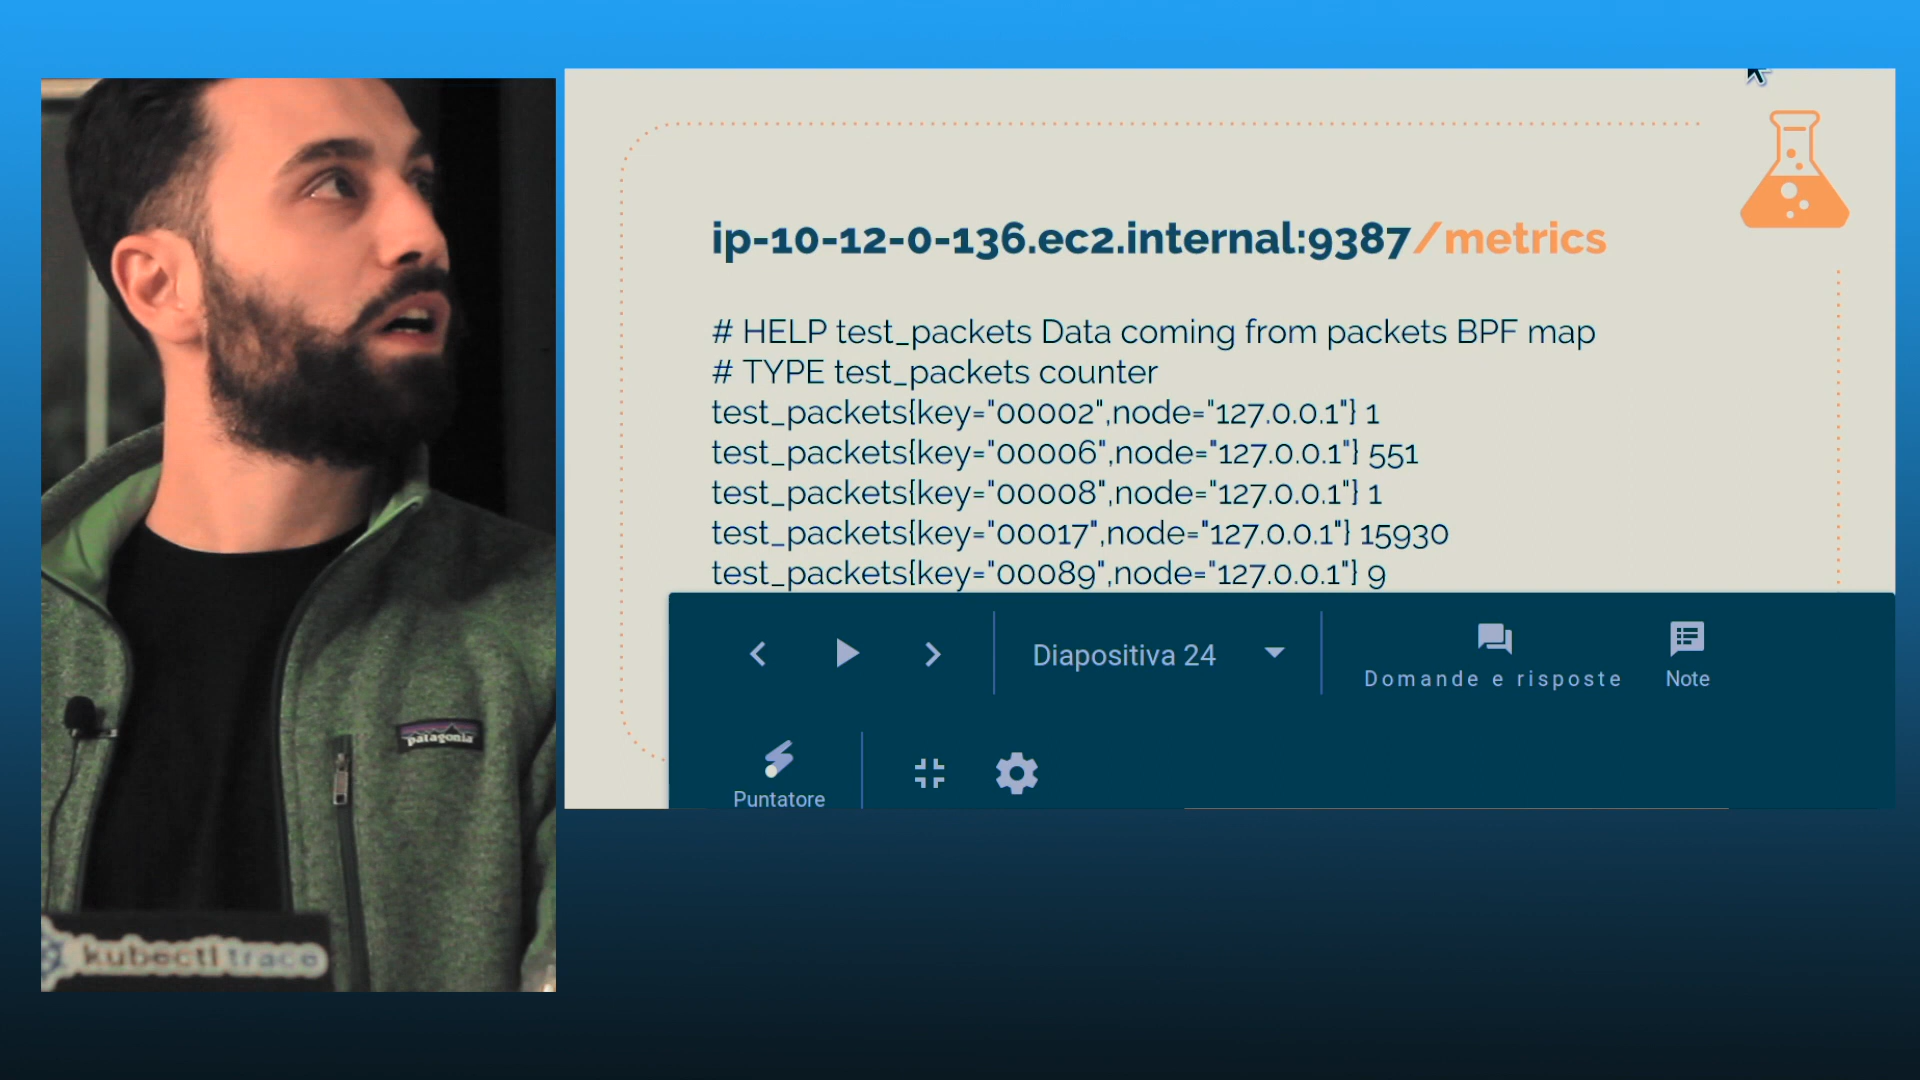 ip-10-12-0-136.ec2.internal:9387/metrics
# HELP test_packets Data coming from packets BPF map
# TYPE test_packets counter
test_packets{key="00002",node="127.0.0.1"} 1
test_packets{key="00006",node="127.0.0.1"} 551
test_packets{key="00008",node="127.0.0.1"} 1
test_packets{key="00017",node="127.0.0.1"} 15930
test_packets{key="00089",node="127.0.0.1"} 9
Diapositiva 24
Domande e risposte
Note
Puntatore
patagonia
kubectl trace